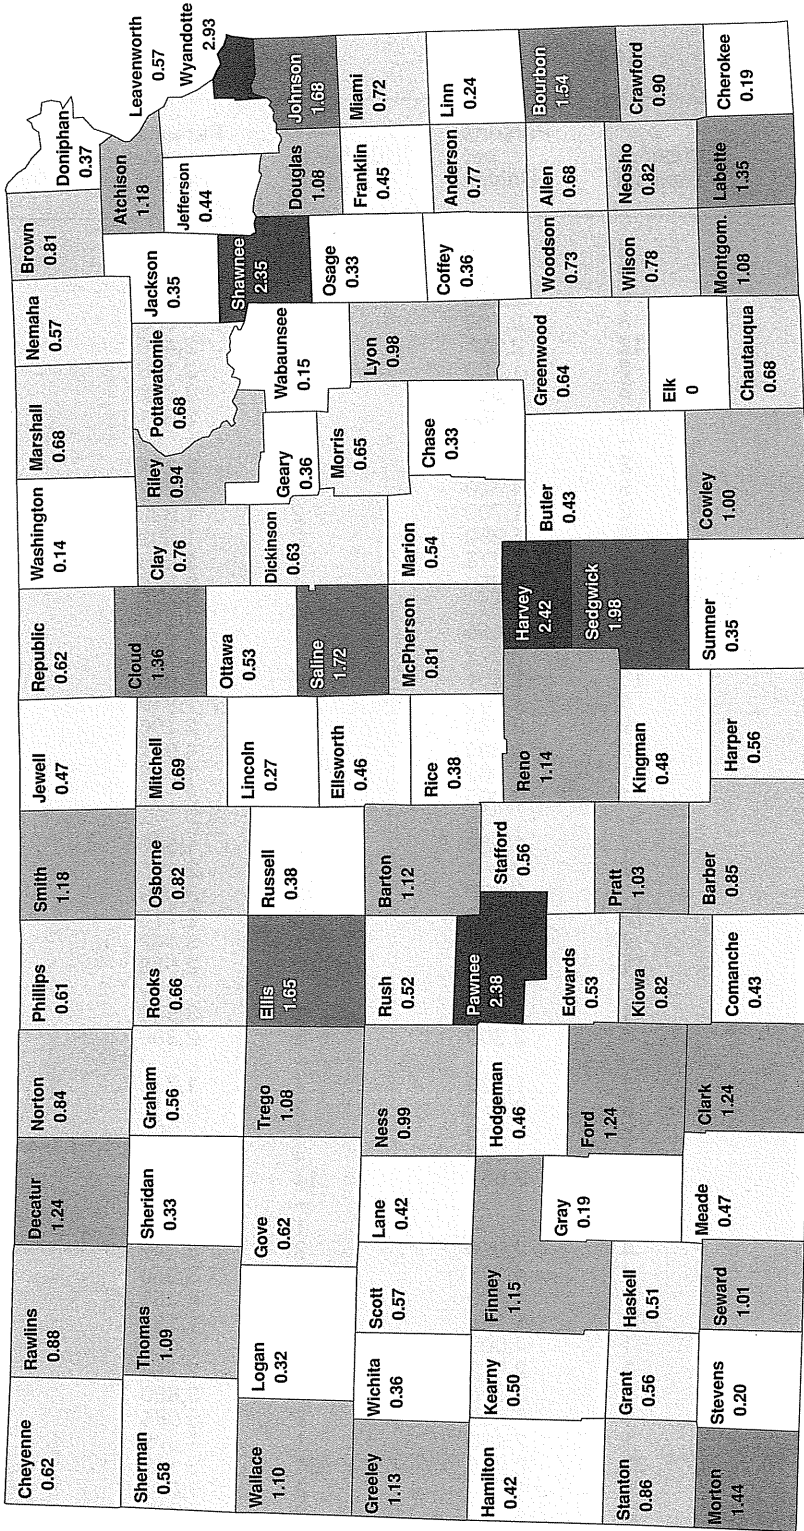 Cheyenne
0.62
Rawlins
0.88
Decatur
1.24
Norton
0.84
Phillips
0.61
Smith
1.18
Jewell
0.47
Republic
0.62
Washington
0.14
Marshall
0.68
Nemaha
0.57
Brown
0.81
Doniphan
0.37
Sherman
0.58
Thomas
1.09
Sheridan
0.33
Graham
0.56
Rooks
0.66
Osborne
0.82
Mitchell
0.69
Cloud
1.36
Clay
0.76
Riley
0.94
Pottawatomie
0.68
Jackson
0.35
Atchison
1.18
Jefferson
0.44
Leavenworth
0.57
Wyandotte
2.93
Wallace
1.10
Logan
0.32
Gove
0.62
Trego
1.08
Ellis
1.65
Russell
0.38
Lincoln
0.27
Ottawa
0.53
Dickinson
0.63
Geary
0.36
Wabaunsee
0.15
Shawnee
2.35
Douglas
1.08
Johnson
1.68
Ellsworth
0.46
Saline
1.72
Morris
0.65
Osage
0.33
Franklin
0.45
Miami
0.72
Greeley
1.13
Wichita
0.36
Scott
0.57
Lane
0.42
Ness
0.99
Rush
0.52
Barton
1.12
Rice
0.38
McPherson
0.81
Marion
0.54
Chase
0.33
Lyon
0.98
Coffey
0.36
Anderson
0.77
Linn
0.24
Hamilton
0.42
Kearny
0.50
Finney
1.15
Hodgeman
0.46
Pawnee
2.38
Stafford
0.56
Reno
1.14
Harvey
2.42
Butler
0.43
Greenwood
0.64
Woodson
0.73
Allen
0.68
Bourbon
1.54
Gray
0.19
Ford
1.24
Edwards
0.53
Sedgwick
1.98
Wilson
0.78
Neosho
0.82
Crawford
0.90
Stanton
0.86
Grant
0.56
Haskell
0.51
Kiowa
0.82
Pratt
1.03
Kingman
0.48
Elk
0
Morton
1.44
Stevens
0.20
Seward
1.01
Meade
0.47
Clark
1.24
Comanche
0.43
Barber
0.85
Harper
0.56
Sumner
0.35
Cowley
1.00
Chautauqua
0.68
Montgom.
1.08
Labette
1.35
Cherokee
0.19